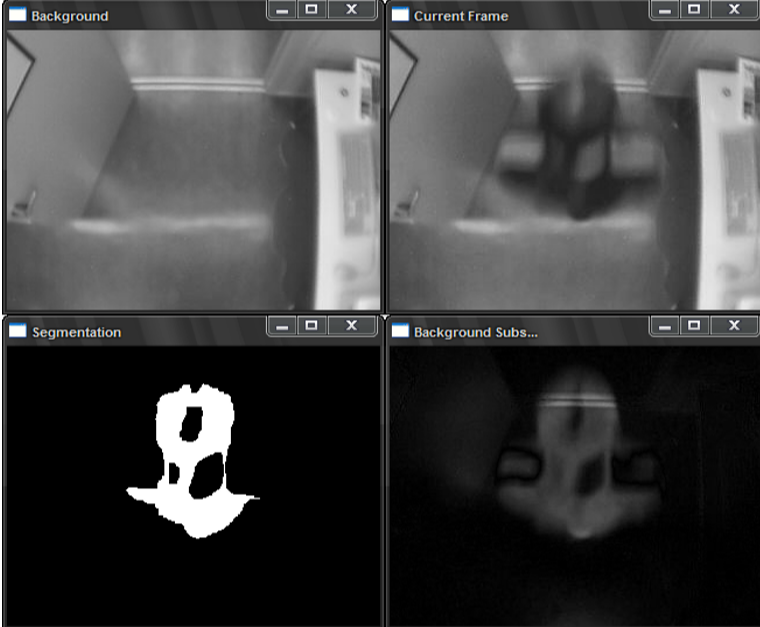 Background
Current Frame
Segmentation
Background Subs...